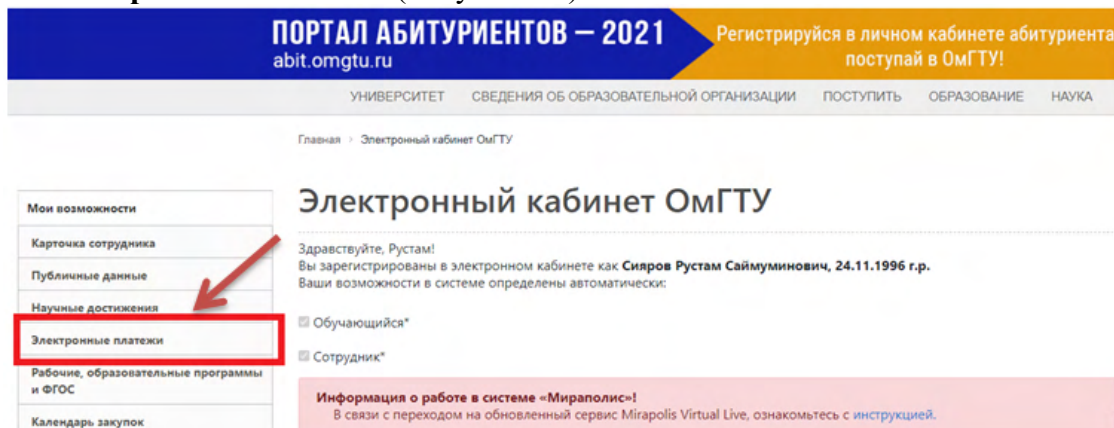 ПОРТАЛ АБИТУРИЕНТОВ — 2021
abit.omgtu.ru
Регистрируйся в личном кабинете абитуриента
поступай в ОмГТУ!
УНИВЕРСИТЕТ СВЕДЕНИЯ ОБ ОБРАЗОВАТЕЛЬНОЙ ОРГАНИЗАЦИИ ПОСТУПИТЬ ОБРАЗОВАНИЕ НАУКА
Главная > Электронный кабинет ОмГТУ
Мои возможности
Карточка сотрудника
Публичные данные
Научные достижения
Электронные платежи
Рабочие, образовательные программы
и ФГОС
Календарь закупок
Электронный кабинет ОмГТУ
Здравствуйте, Рустам!
Вы зарегистрированы в электронном кабинете как Сияров Рустам Саймуминович, 24.11.1996 г.р.
Ваши возможности в системе определены автоматически:
Обучающийся*
Сотрудник*
Информация о работе в системе «Мираполис»!
В связи с переходом на обновленный сервис Mirapolis Virtual Live, ознакомьтесь с инструкцией.